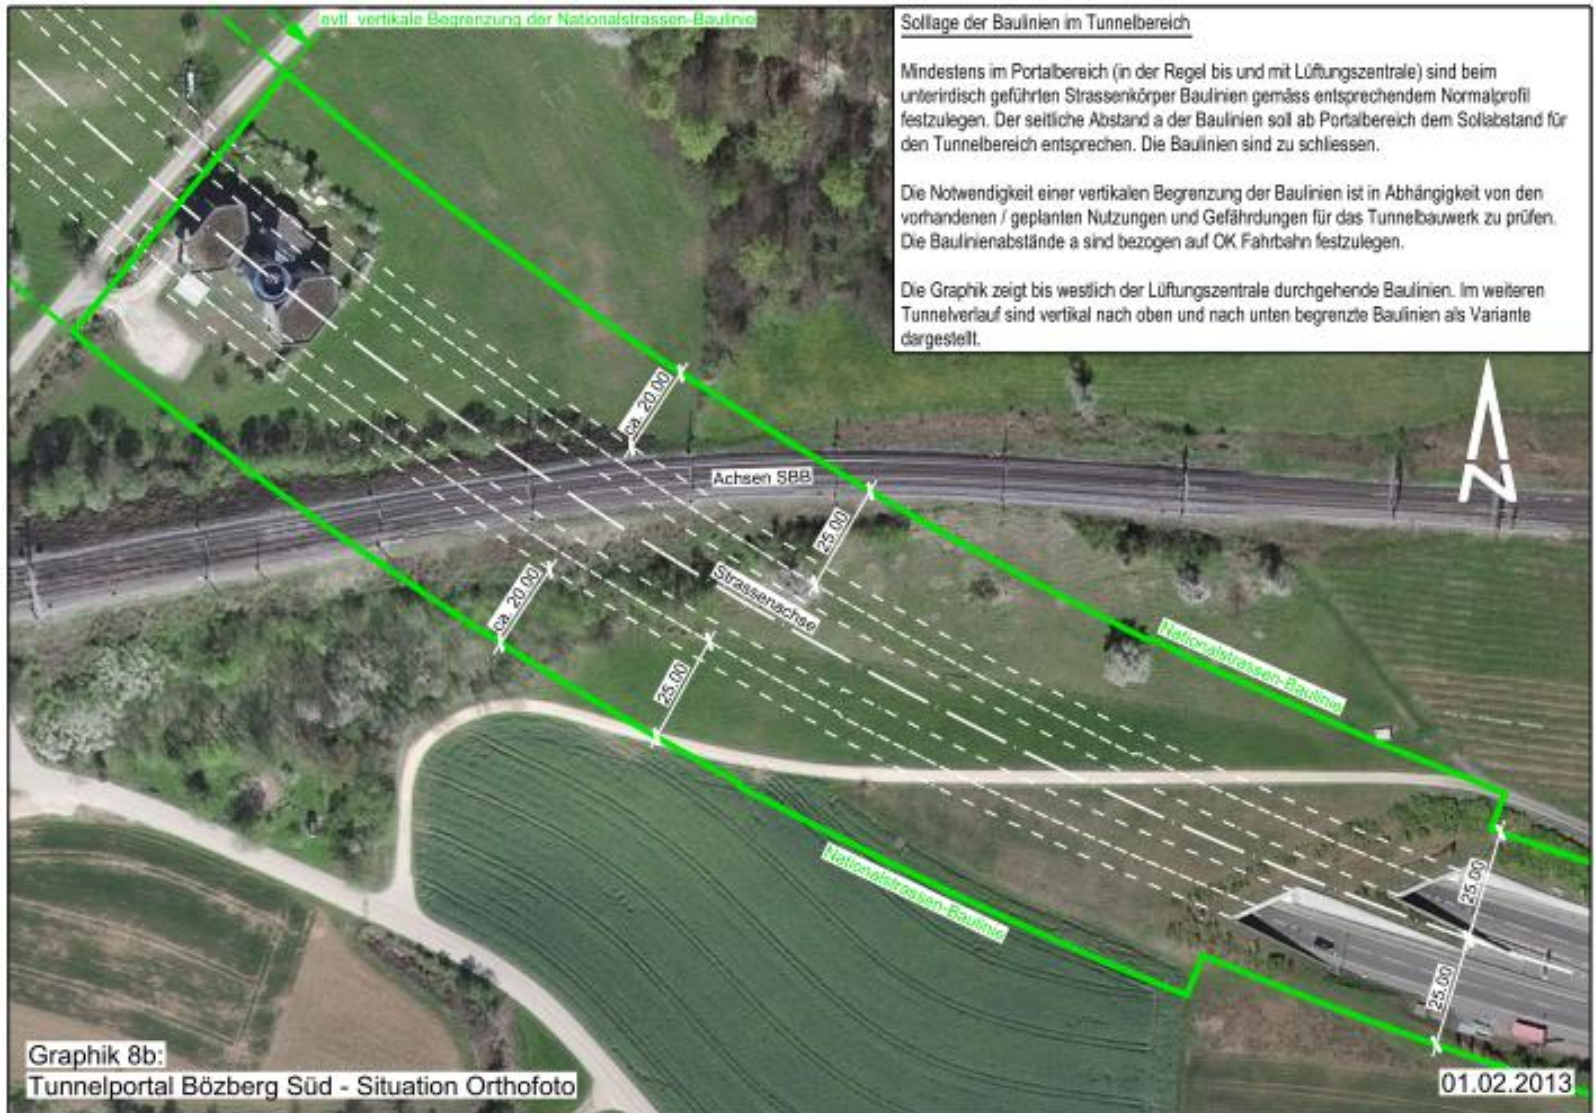 evtl. vertikale Begrenzung der Nationalstrassen-Baulinie
Solllage der Baulinien im Tunnelbereich
Mindestens im Portalbereich (in der Regel bis und mit Lüftungszentrale) sind beim
unterirdisch geführten Strassenkörper Baulinien gemäss entsprechendem Normalprofil
festzulegen. Der seitliche Abstand a der Baulinien soll ab Portalbereich dem Sollabstand für
den Tunnelbereich entsprechen. Die Baulinien sind zu schliessen.
Die Notwendigkeit einer vertikalen Begrenzung der Baulinien ist in Abhängigkeit von den
vorhandenen / geplanten Nutzungen und Gefährdungen für das Tunnelbauwerk zu prüfen.
Die Baulinienabstände a sind bezogen auf OK Fahrbahn festzulegen.
Die Graphik zeigt bis westlich der Lüftungszentrale durchgehende Baulinien. Im weiteren
Tunnelverlauf sind vertikal nach oben und nach unten begrenzte Baulinien als Variante
dargestellt.
ca. 20.00
Achsen SBB
25.00
ca. 20.00
Strassenachse
25.00
Nationalstrassen-Baulinie
Nationalstrassen-Baulinie
25.00
25.00
N
Graphik 8b:
Tunnelportal Bözberg Süd - Situation Orthofoto
01.02.2013